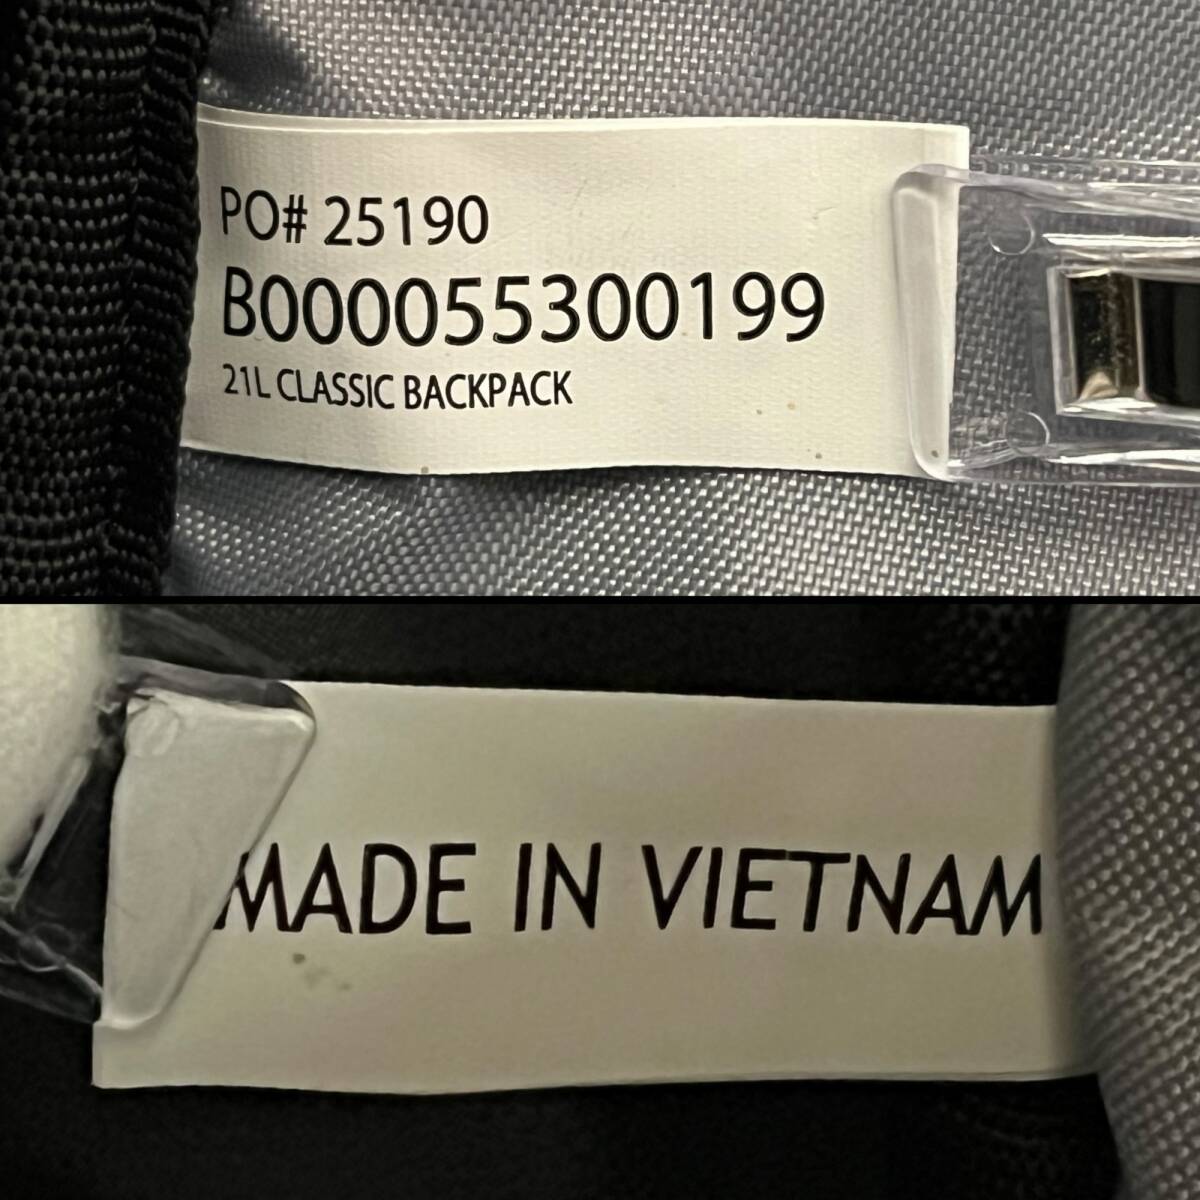 PO# 25190
B000055300199
21L CLASSIC BACKPACK
MADE IN VIETNAM